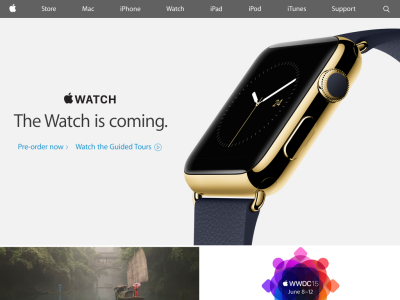 Store Mac iPhone Watch iPad iPod iTunes Support
WATCH
The Watch is coming.
Pre-order now › Watch the Guided Tours
24
WWDC15
June 8–12